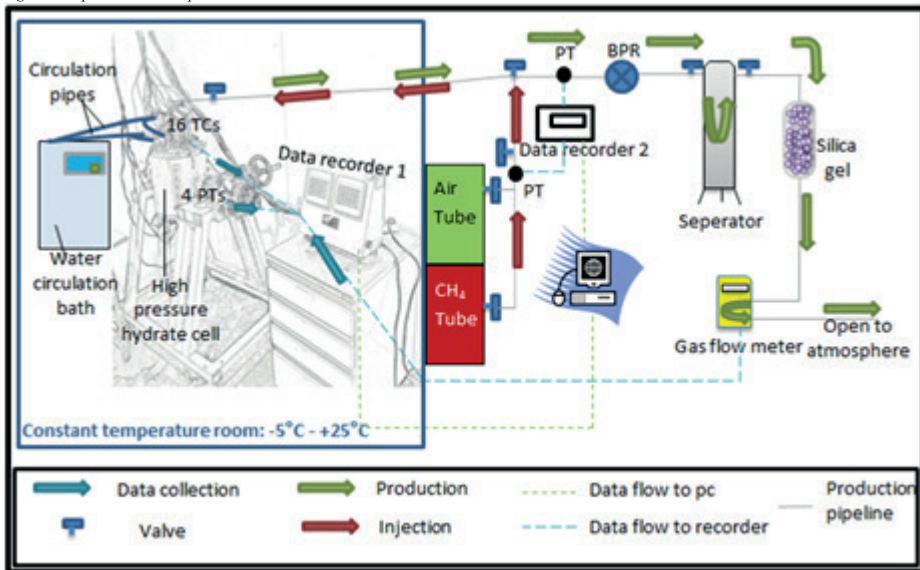 Circulation
pipes
16 TCs
4 PTs
Data recorder 1
Water
circulation
bath
High
pressure
hydrate cell
Constant temperature room: -5°C - +25°C
PT
BPR
Data recorder 2
PT
Air
Tube
CH₄
Tube
Seperator
Silica
gel
Gas flow meter
Open to
atmosphere
Data collection
Production
Data flow to pc
Production
pipeline
Valve
Injection
Data flow to recorder